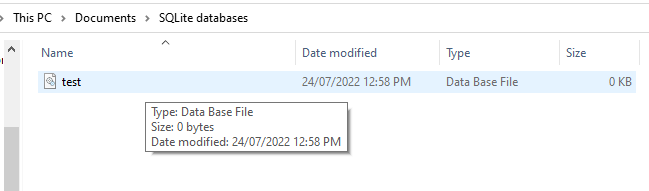 This PC > Documents > SQLite databases
Name Date modified Type Size
test 24/07/2022 12:58 PM Data Base File 0 KB
Type: Data Base File
Size: 0 bytes
Date modified: 24/07/2022 12:58 PM